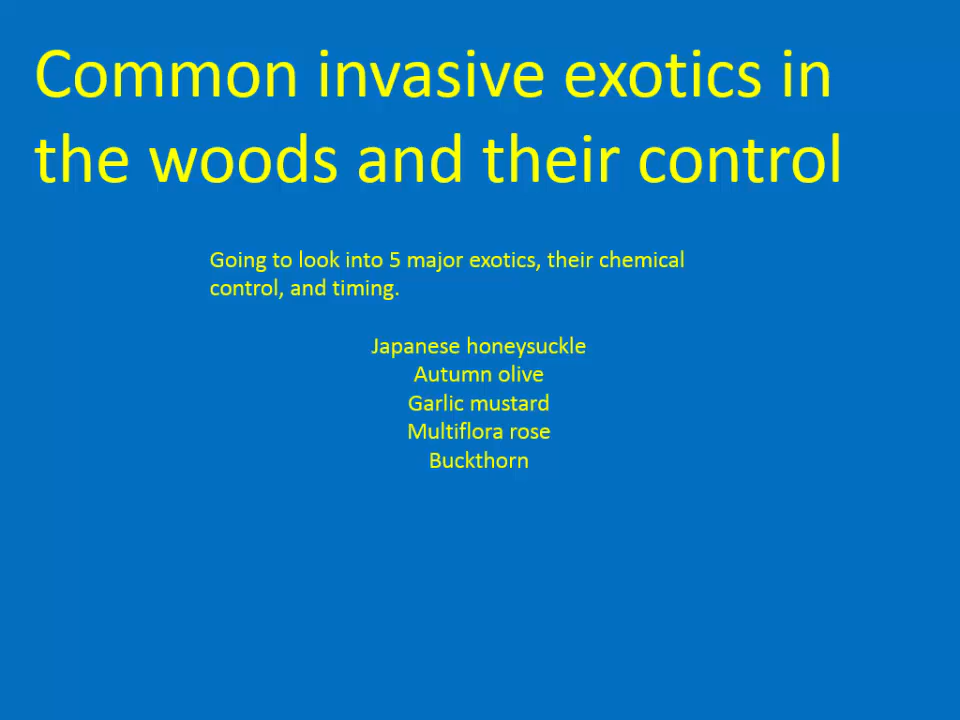 Common invasive exotics in
the woods and their control
Going to look into 5 major exotics, their chemical
control, and timing.
Japanese honeysuckle
Autumn olive
Garlic mustard
Multiflora rose
Buckthorn